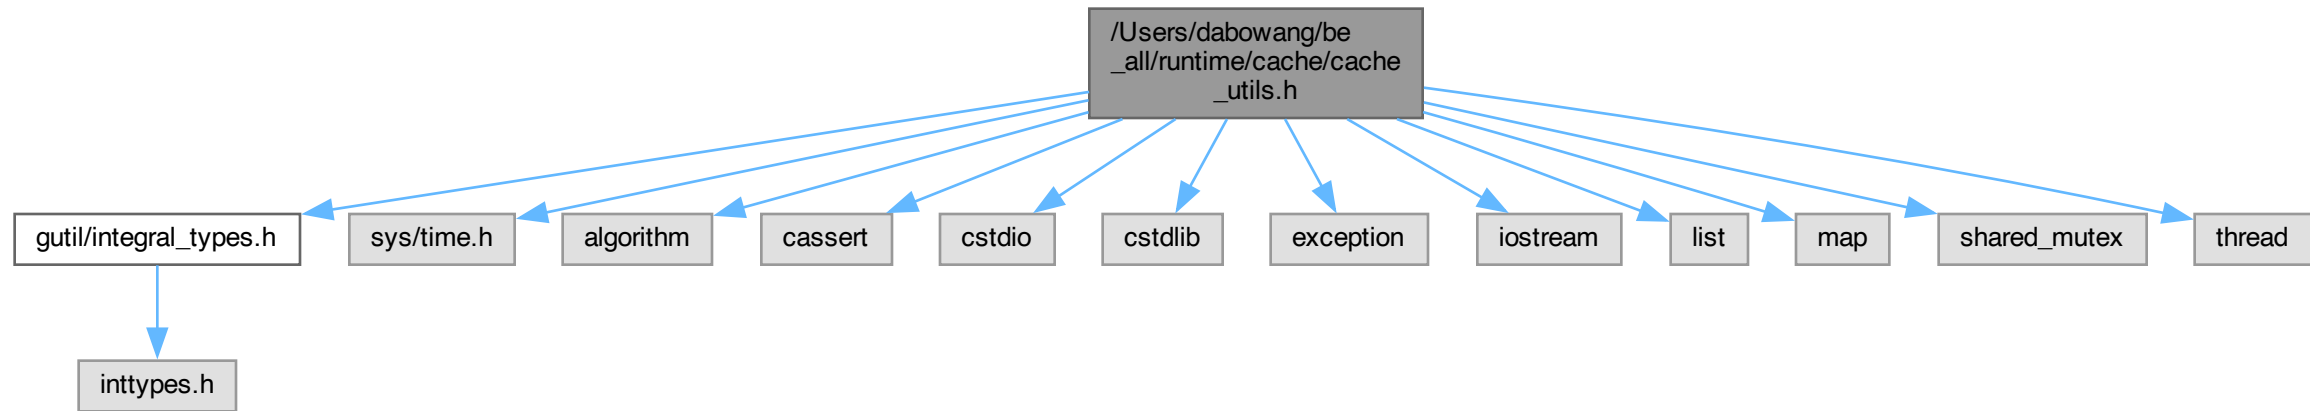 /Users/dabowang/be
_all/runtime/cache/cache
_utils.h
gutil/integral_types.h
sys/time.h
algorithm
cassert
cstdio
cstdlib
exception
iostream
list
map
shared_mutex
thread
inttypes.h